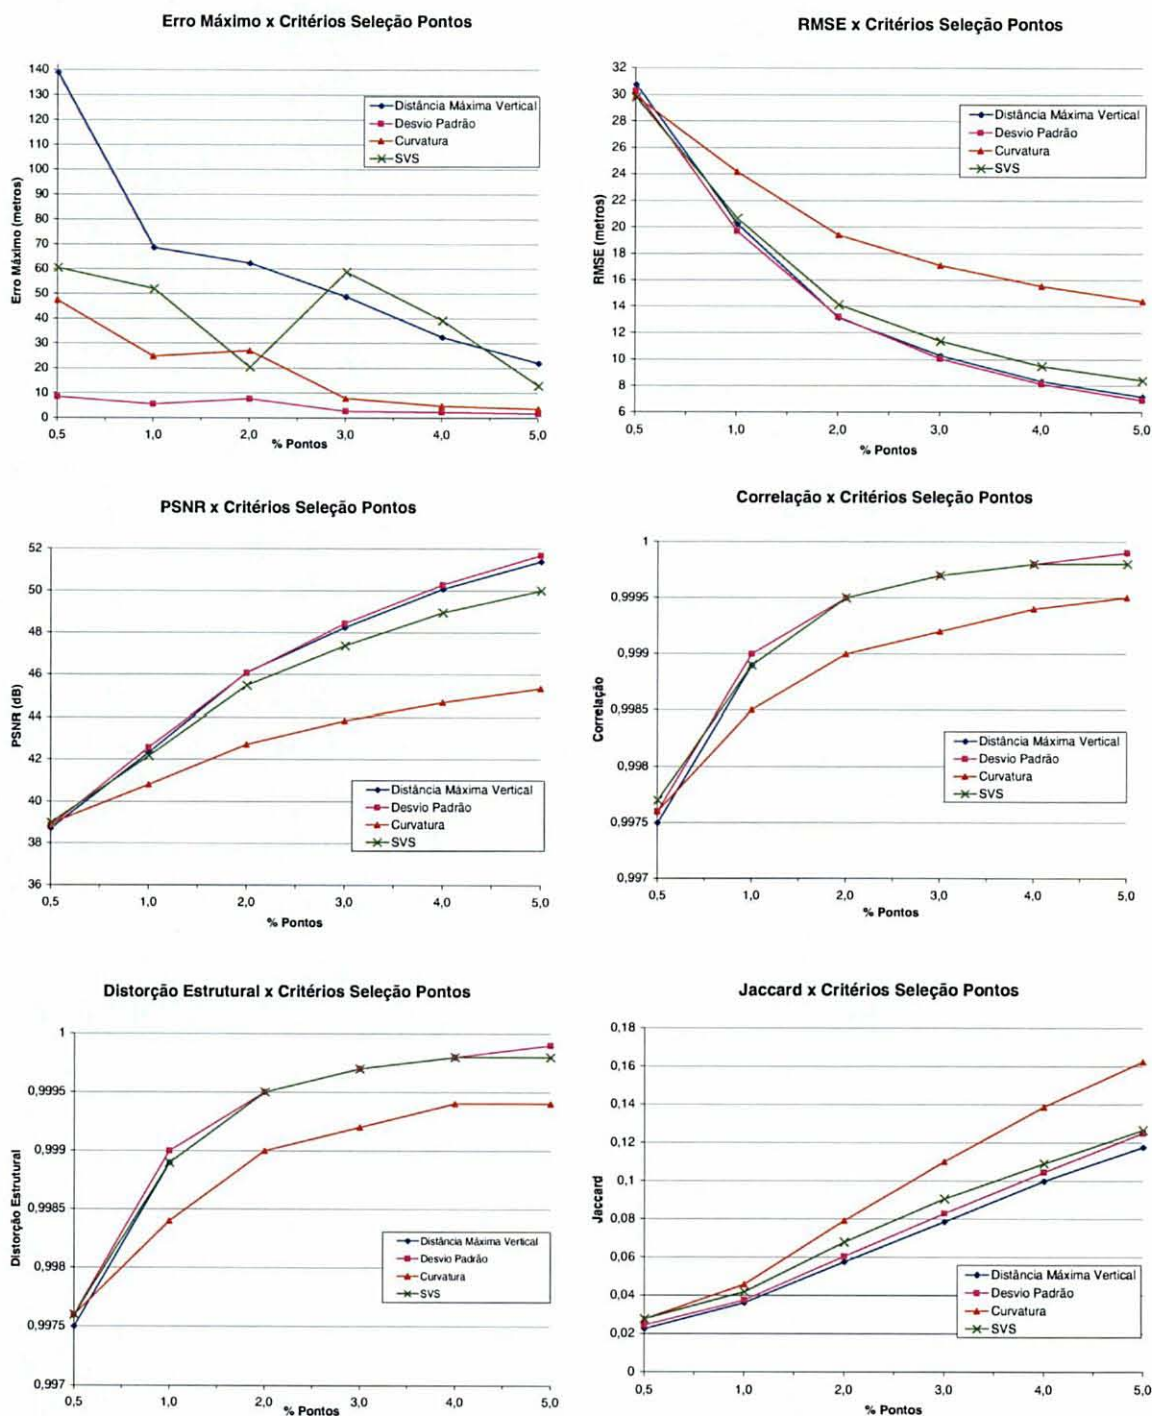 Erro Máximo x Critérios Seleção Pontos
Erro Máximo (metros)
140
130
120
110
100
90
80
70
60
50
40
30
20
10
0
0,5 1,0 2,0 3,0 4,0 5,0
% Pontos
Distância Máxima Vertical
Desvio Padrão
Curvatura
SVS
RMSE x Critérios Seleção Pontos
RMSE (metros)
32
30
28
26
24
22
20
18
16
14
12
10
8
6
0,5 1,0 2,0 3,0 4,0 5,0
% Pontos
Distância Máxima Vertical
Desvio Padrão
Curvatura
SVS
PSNR x Critérios Seleção Pontos
PSNR (dB)
52
50
48
46
44
42
40
38
36
0,5 1,0 2,0 3,0 4,0 5,0
% Pontos
Distância Máxima Vertical
Desvio Padrão
Curvatura
SVS
Correlação x Critérios Seleção Pontos
Correlação
1
0,9995
0,999
0,9985
0,998
0,9975
0,997
0,5 1,0 2,0 3,0 4,0 5,0
% Pontos
Distância Máxima Vertical
Desvio Padrão
Curvatura
SVS
Distorção Estrutural x Critérios Seleção Pontos
Distorção Estrutural
1
0,9995
0,999
0,9985
0,998
0,9975
0,997
0,5 1,0 2,0 3,0 4,0 5,0
% Pontos
Distância Máxima Vertical
Desvio Padrão
Curvatura
SVS
Jaccard x Critérios Seleção Pontos
Jaccard
0,18
0,16
0,14
0,12
0,1
0,08
0,06
0,04
0,02
0
0,5 1,0 2,0 3,0 4,0 5,0
% Pontos
Distância Máxima Vertical
Desvio Padrão
Curvatura
SVS